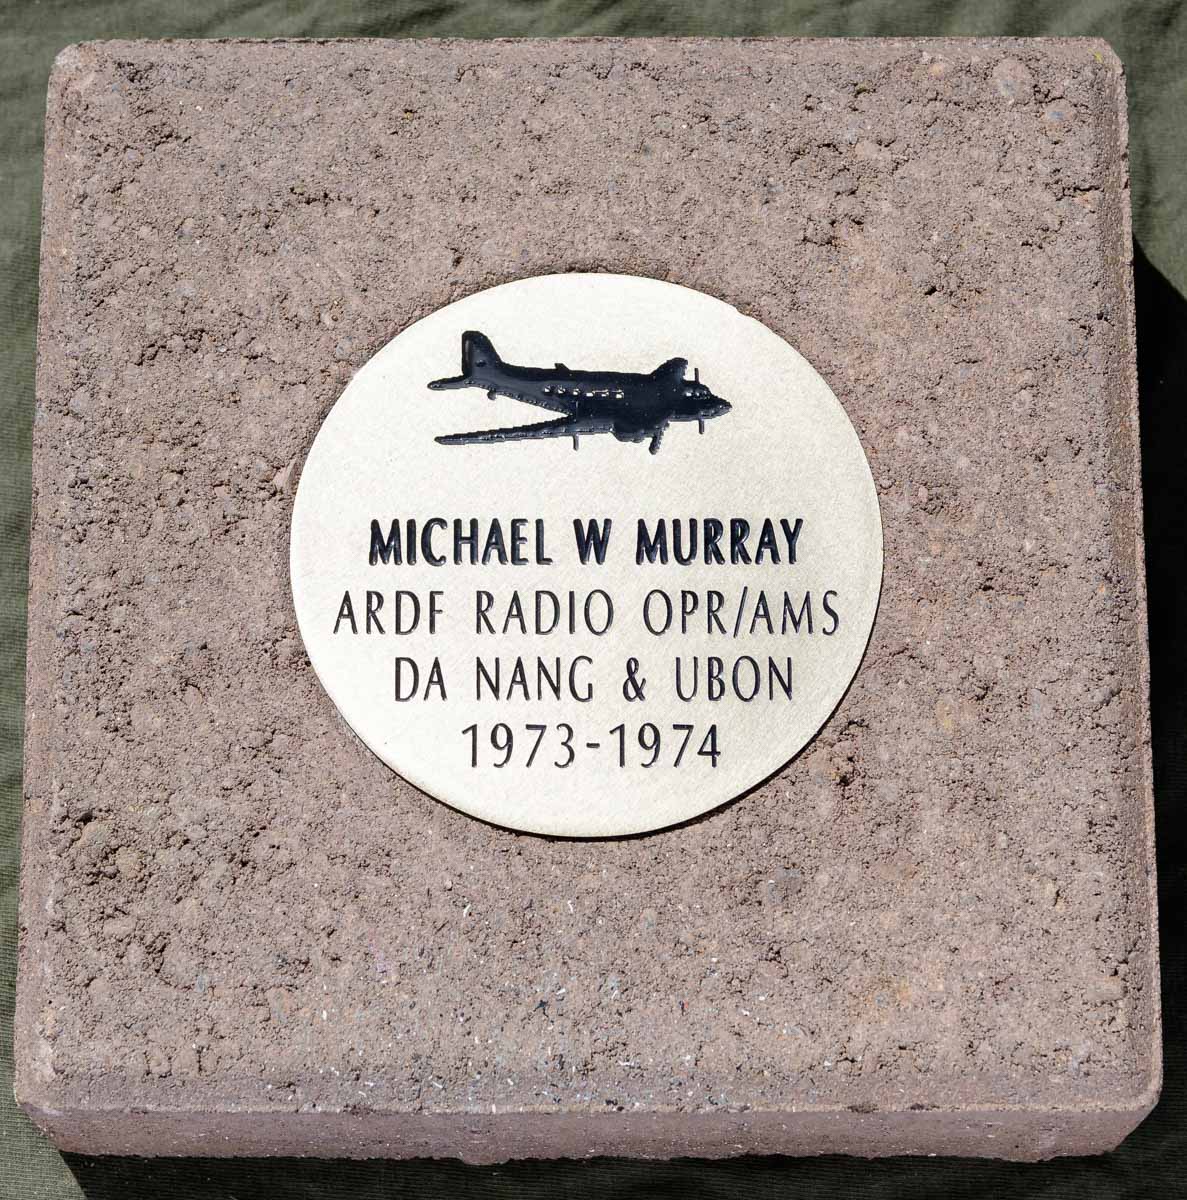 MICHAEL W MURRAY
ARDF RADIO OPR/AMS
DA NANG & UBON
1973-1974